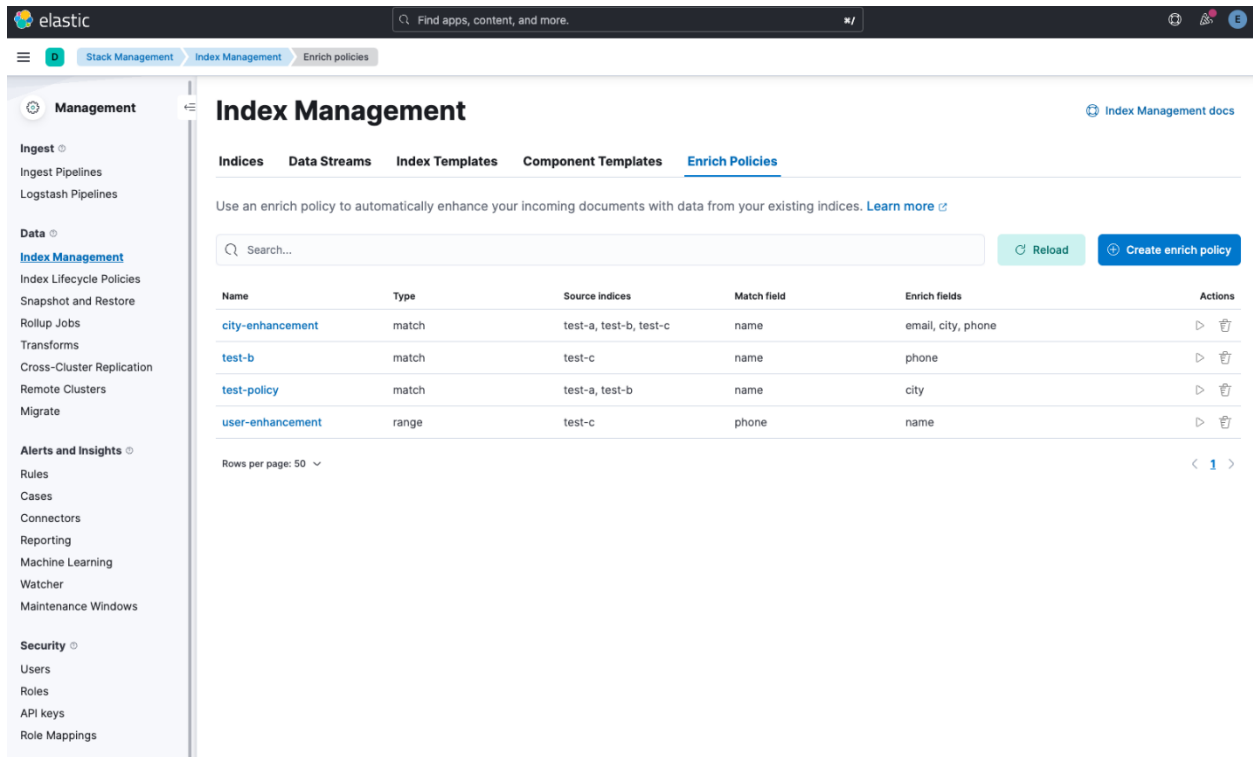 elastic
Find apps, content, and more.
⌘/
E
D
Stack Management
Index Management
Enrich policies
Management
Ingest
Ingest Pipelines
Logstash Pipelines
Data
Index Management
Index Lifecycle Policies
Snapshot and Restore
Rollup Jobs
Transforms
Cross-Cluster Replication
Remote Clusters
Migrate
Alerts and Insights
Rules
Cases
Connectors
Reporting
Machine Learning
Watcher
Maintenance Windows
Security
Users
Roles
API keys
Role Mappings
Index Management
Index Management docs
Indices Data Streams Index Templates Component Templates Enrich Policies
Use an enrich policy to automatically enhance your incoming documents with data from your existing indices. Learn more
Search...
Reload
Create enrich policy
Name Type Source indices Match field Enrich fields Actions
city-enhancement match test-a, test-b, test-c name email, city, phone
test-b match test-c name phone
test-policy match test-a, test-b name city
user-enhancement range test-c phone name
Rows per page: 50
1